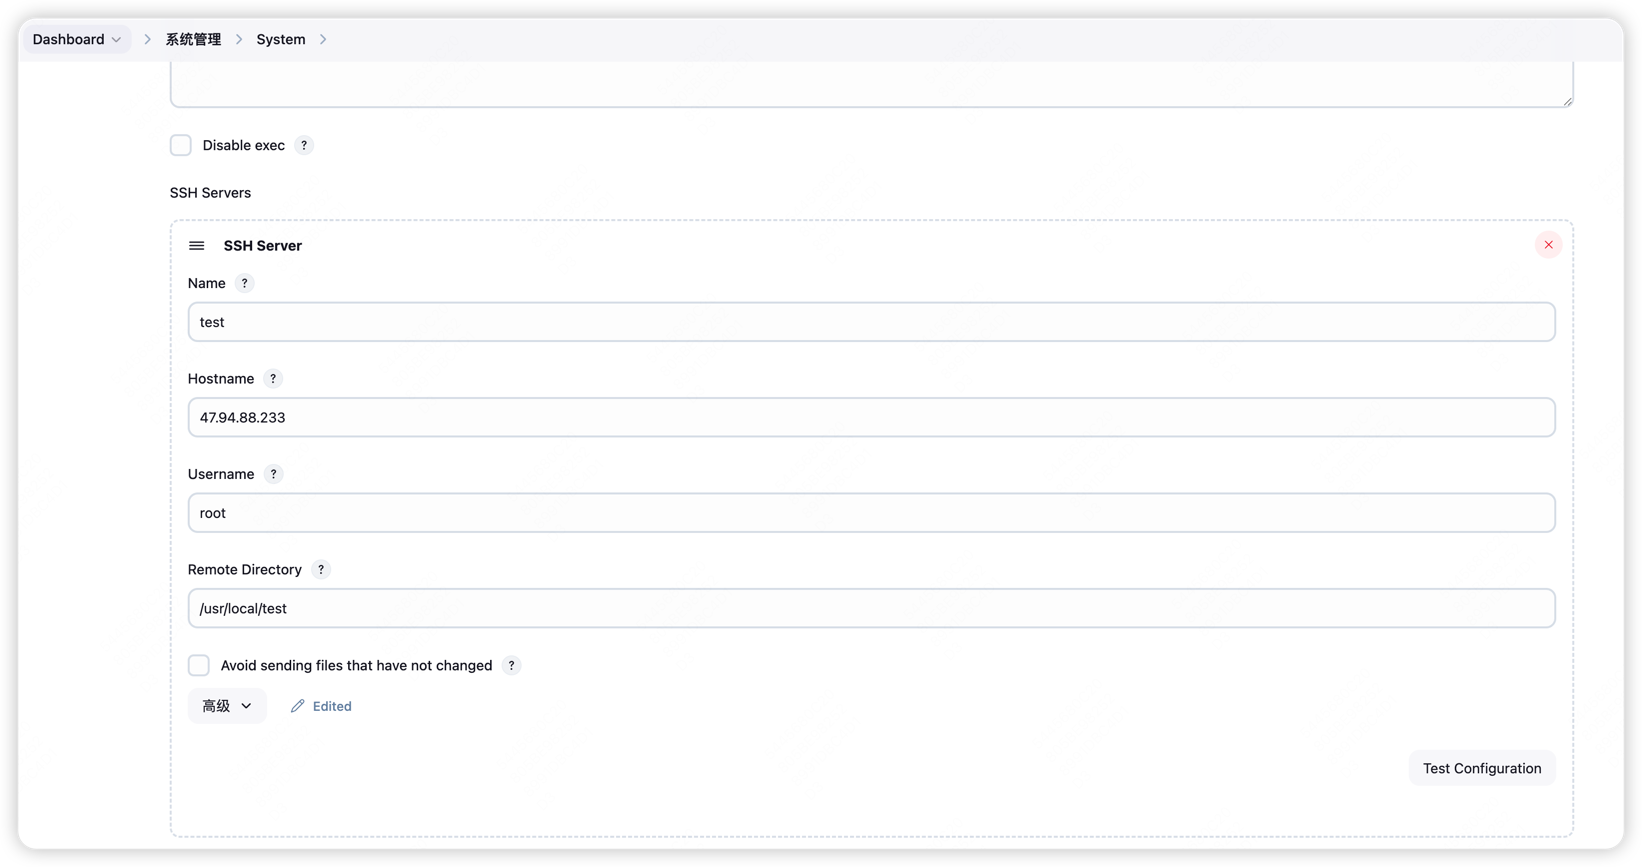 Dashboard 系统管理 System
Disable exec ?
SSH Servers
SSH Server
Name ?
test
Hostname ?
47.94.88.233
Username ?
root
Remote Directory ?
/usr/local/test
Avoid sending files that have not changed ?
高级 Edited
Test Configuration